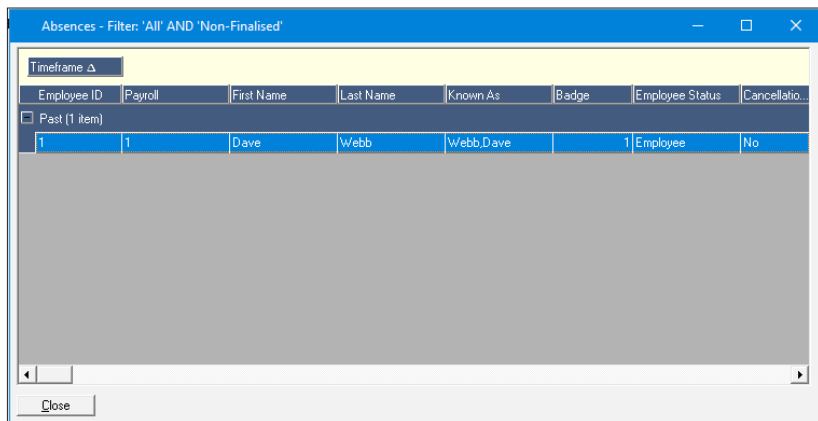 Absences - Filter: 'All' AND 'Non-Finalised'
Timeframe
Employee ID Payroll First Name Last Name Known As Badge Employee Status Cancellatio...
Past (1 item)
1 1 Dave Webb Webb,Dave 1 Employee No
Close